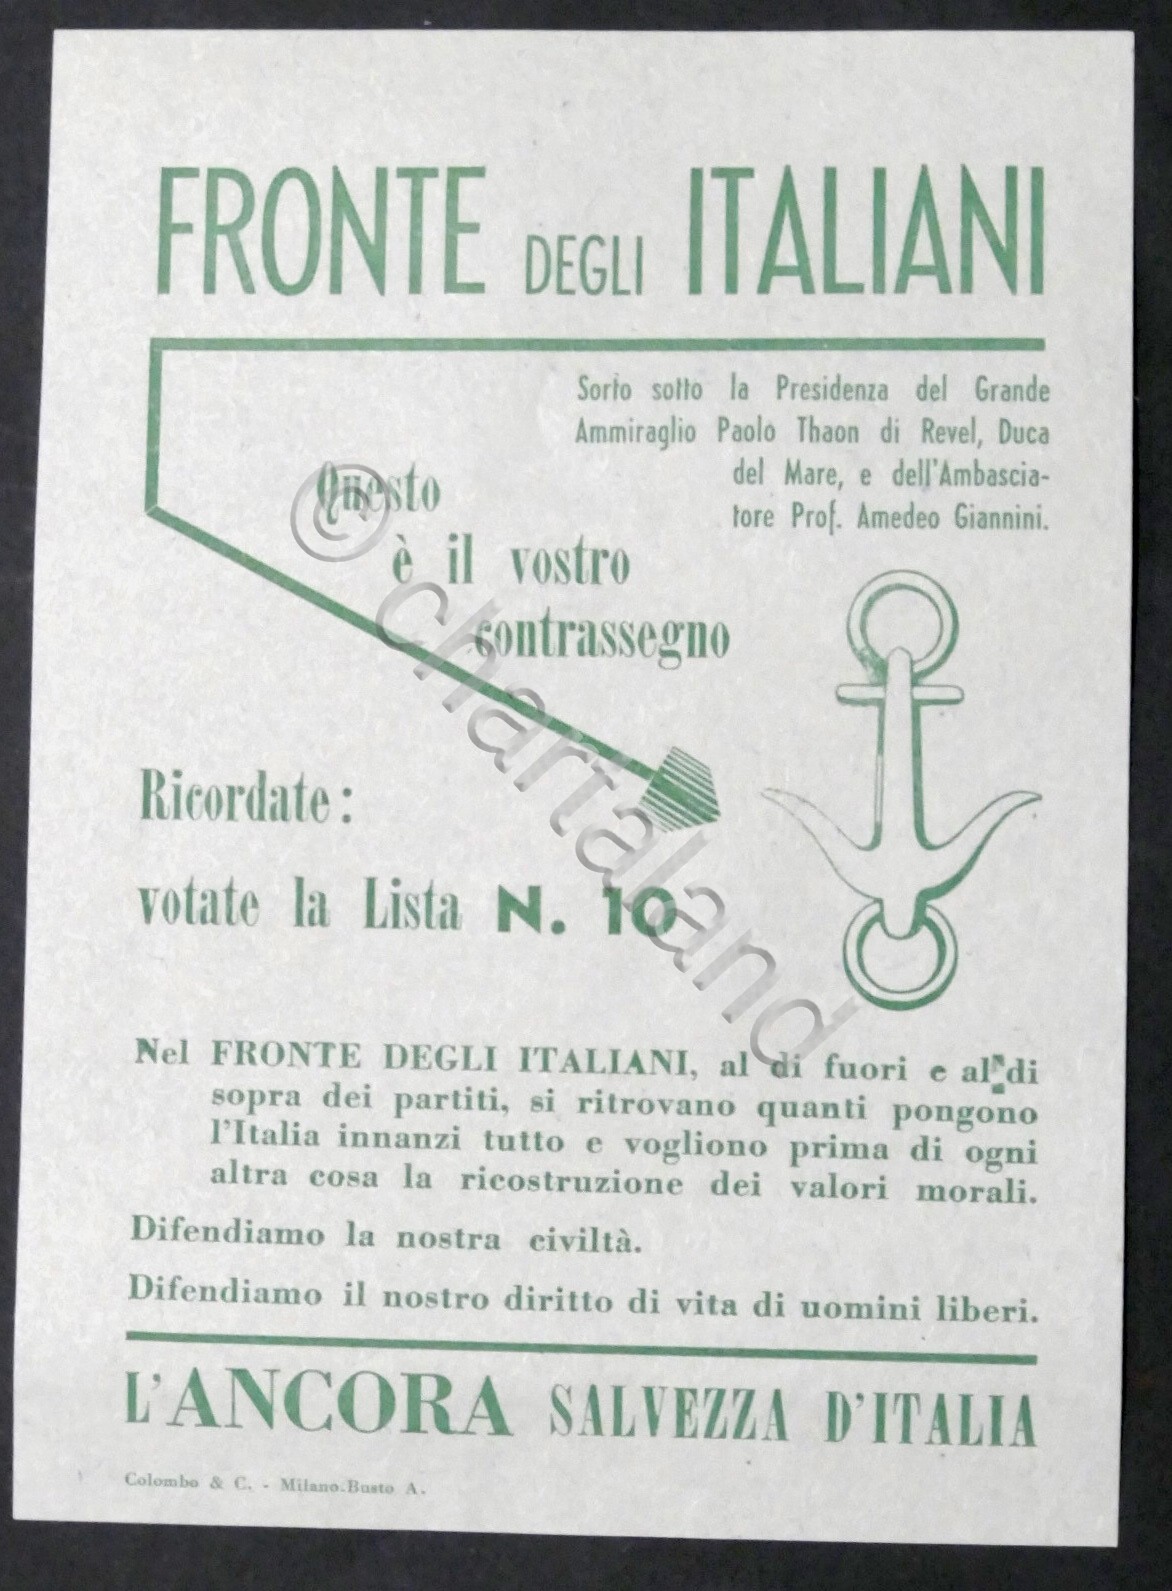 FRONTE DEGLI ITALIANI
Sorto sotto la Presidenza del Grande
Ammiraglio Paolo Thaon di Revel, Duca
del Mare, e dell'Ambascia-
tore Prof. Amedeo Giannini.
Questo
è il vostro
contrassegno
Ricordate:
votate la Lista N. 10
Nel FRONTE DEGLI ITALIANI, al di fuori e al di
sopra dei partiti, si ritrovano quanti pongono
l'Italia innanzi tutto e vogliono prima di ogni
altra cosa la ricostruzione dei valori morali.
Difendiamo la nostra civiltà.
Difendiamo il nostro diritto di vita di uomini liberi.
L'ANCORA SALVEZZA D'ITALIA
Colombo & C. - Milano-Busto A.
© chartaland